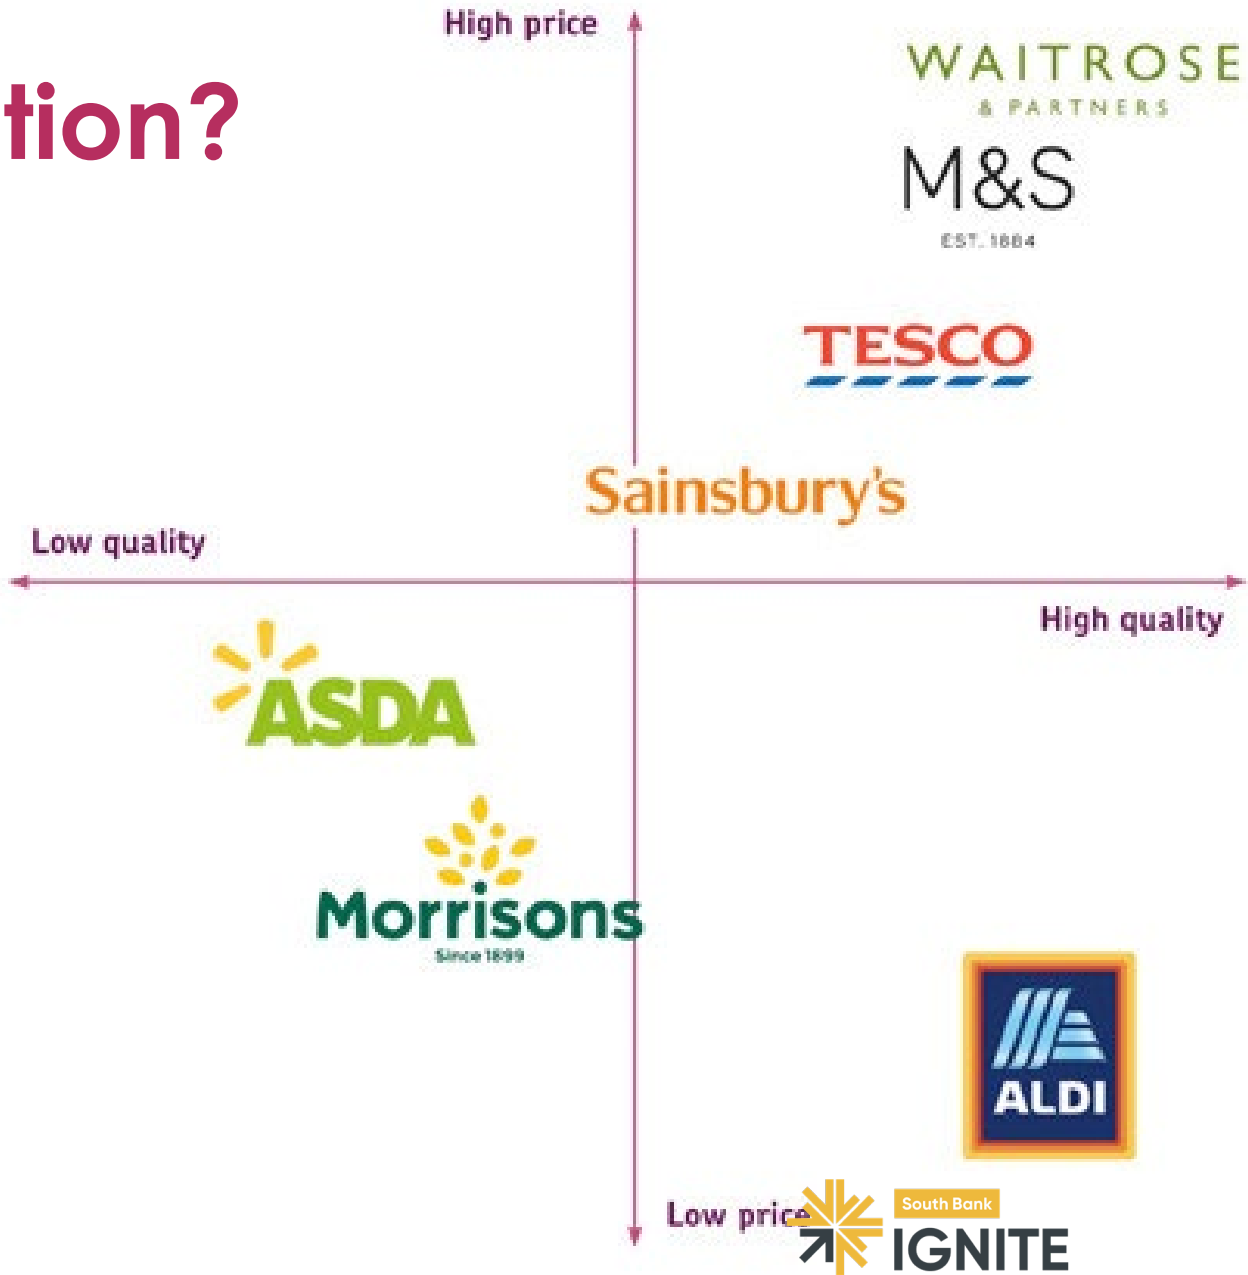 High price
tion?
WAITROSE
& PARTNERS
M&S
EST. 1884
TESCO
Sainsbury's
Low quality
High quality
ASDA
Morrisons
Since 1899
ALDI
Low price
South Bank
IGNITE